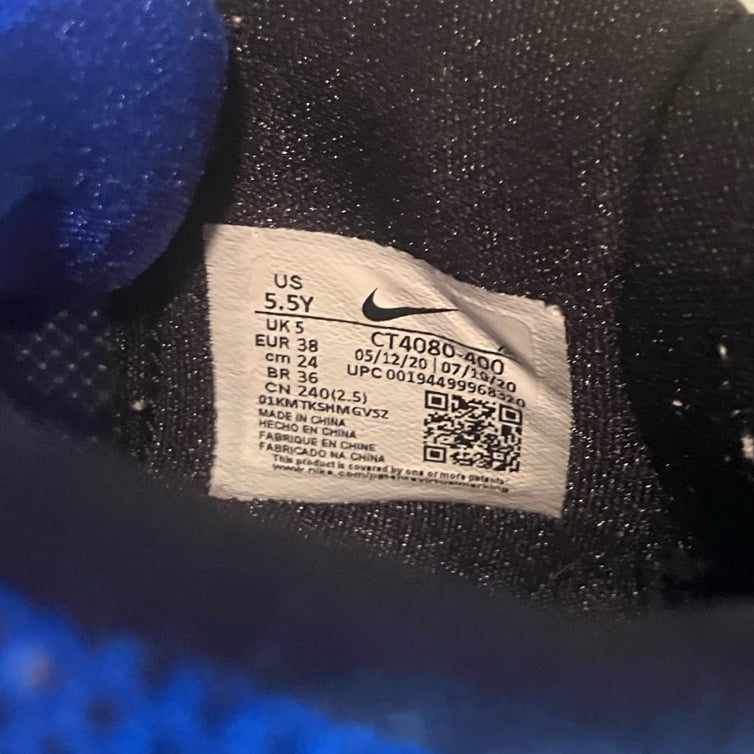 US
5.5Y
UK 5
EUR 38
cm 24
BR 36
CN 240(2.5)
01KMTKSHMGVSZ
MADE IN CHINA
HECHO EN CHINA
FABRIQUE EN CHINE
FABRICADO NA CHINA
This product is covered by one or more patents
CT4080-400
05/12/20 | 07/10/20
UPC 00194499968320